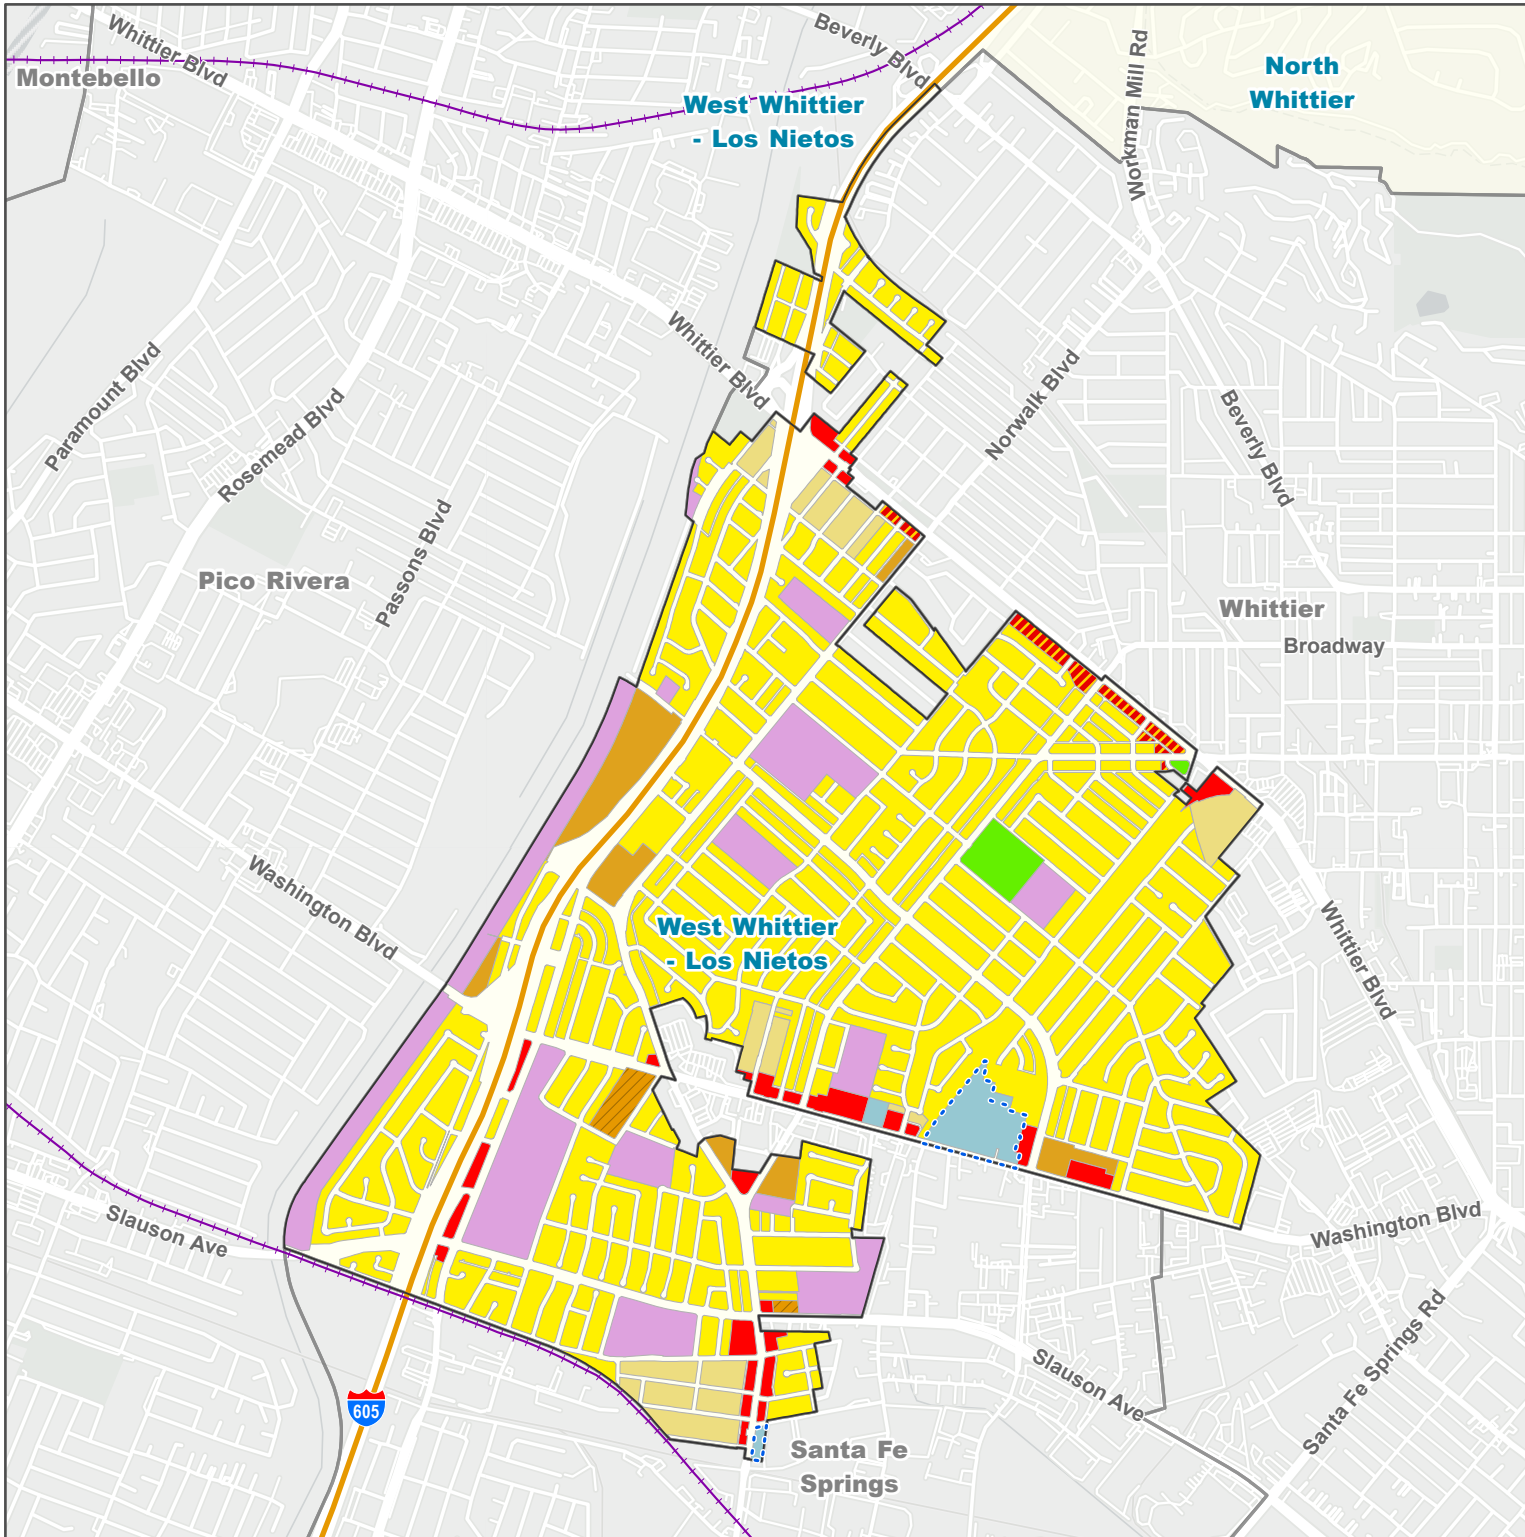 Whittier Blvd
Montebello
Beverly Blvd
Workman Mill Rd
North
Whittier
West Whittier
- Los Nietos
Whittier Blvd
Paramount Blvd
Rosemead Blvd
Norwalk Blvd
Beverly Blvd
Passons Blvd
Pico Rivera
Whittier
Broadway
Washington Blvd
West Whittier
- Los Nietos
Whittier Blvd
Slauson Ave
Washington Blvd
Santa Fe Springs Rd
Slauson Ave
605
Santa Fe
Springs